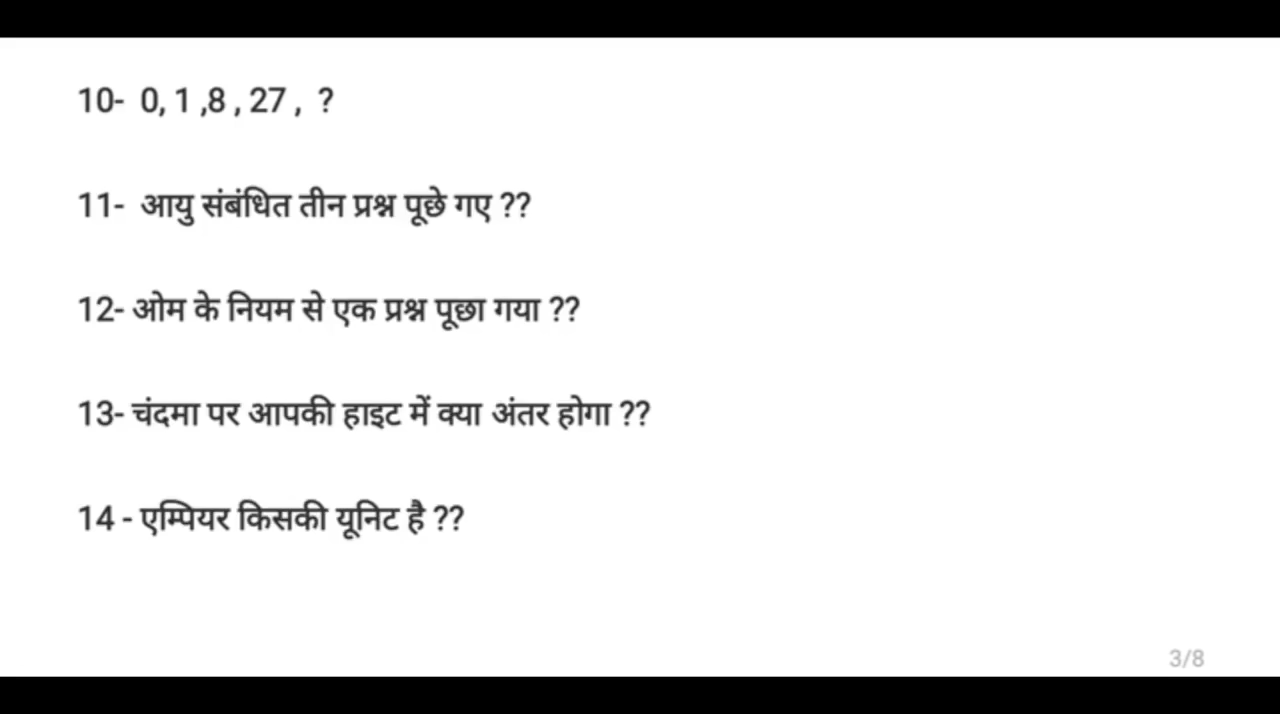 10- 0, 1 ,8 , 27 , ?
11- आयु संबंधित तीन प्रश्न पूछे गए ??
12- ओम के नियम से एक प्रश्न पूछा गया ??
13- चंदमा पर आपकी हाइट में क्या अंतर होगा ??
14 - एम्पियर किसकी यूनिट है ??
3/8